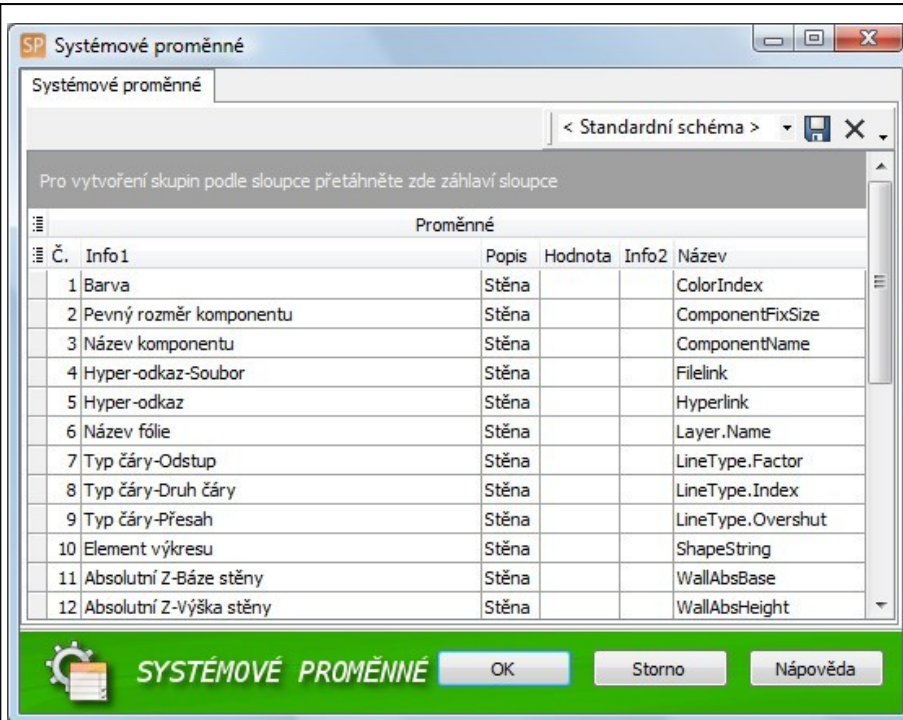 SP Systémové proměnné
Systémové proměnné
< Standardní schéma >
Pro vytvoření skupin podle sloupce přetáhněte zde záhlaví sloupce
Proměnné
Č. Info1 Popis Hodnota Info2 Název
1 Barva Stěna ColorIndex
2 Pevný rozměr komponentu Stěna ComponentFixSize
3 Název komponentu Stěna ComponentName
4 Hyper-odkaz-Soubor Stěna Filelink
5 Hyper-odkaz Stěna Hyperlink
6 Název fólie Stěna Layer.Name
7 Typ čáry-Odstup Stěna LineType.Factor
8 Typ čáry-Druh čáry Stěna LineType.Index
9 Typ čáry-Přesah Stěna LineType.Overshut
10 Element výkresu Stěna ShapeString
11 Absolutní Z-Báze stěny Stěna WallAbsBase
12 Absolutní Z-Výška stěny Stěna WallAbsHeight
SYSTÉMOVÉ PROMĚNNÉ OK Storno Nápověda